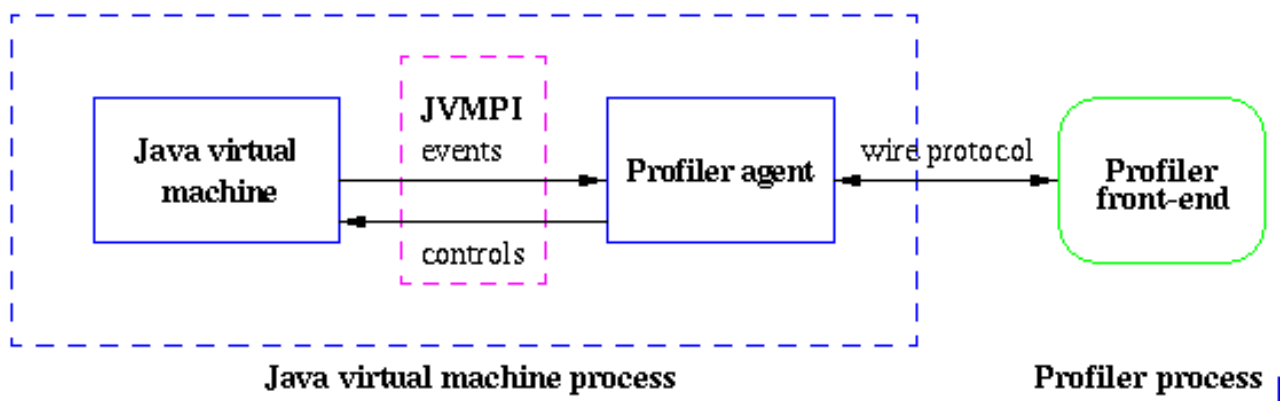 JVMPI
Java virtual
machine
events
controls
Profiler agent
wire protocol
Profiler
front-end
Java virtual machine process
Profiler process